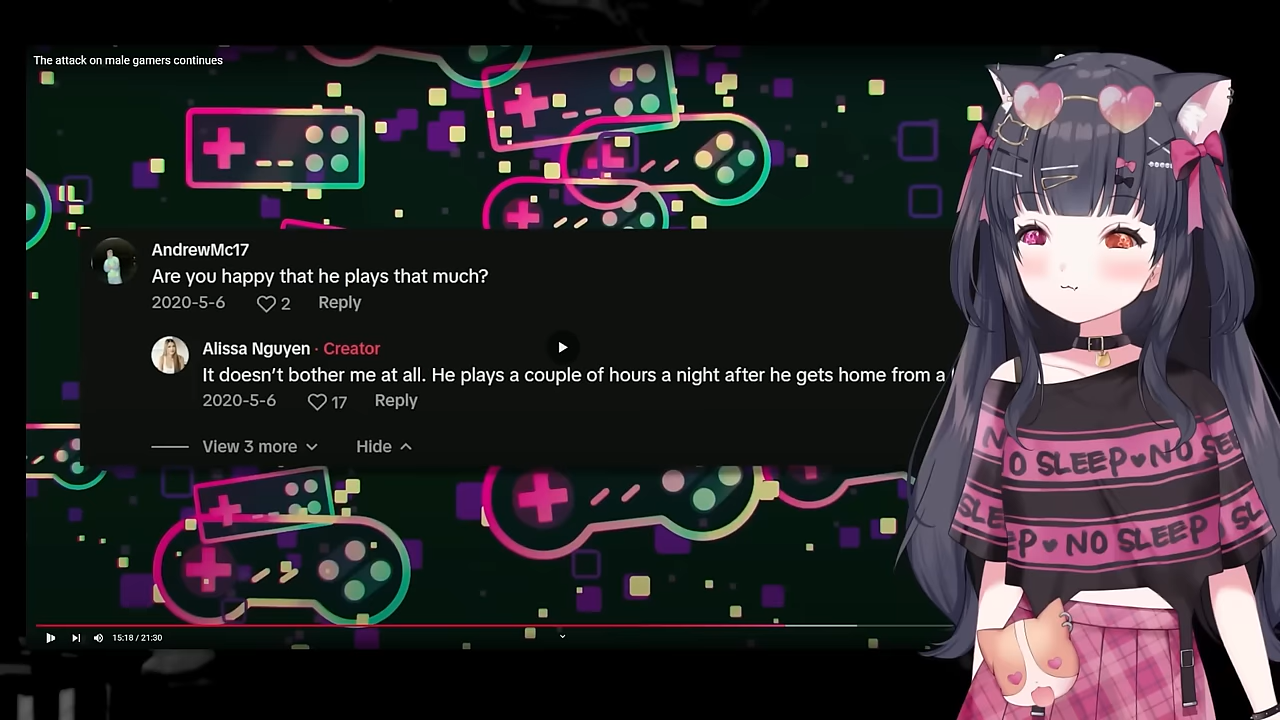 The attack on male gamers continues
AndrewMc17
Are you happy that he plays that much?
2020-5-6 2 Reply
Alissa Nguyen · Creator
It doesn’t bother me at all. He plays a couple of hours a night after he gets home from a
2020-5-6 17 Reply
View 3 more Hide
NO SLEEP♥NO SEE
SLEEP♥NO SLEEP SL
15:18 / 21:30